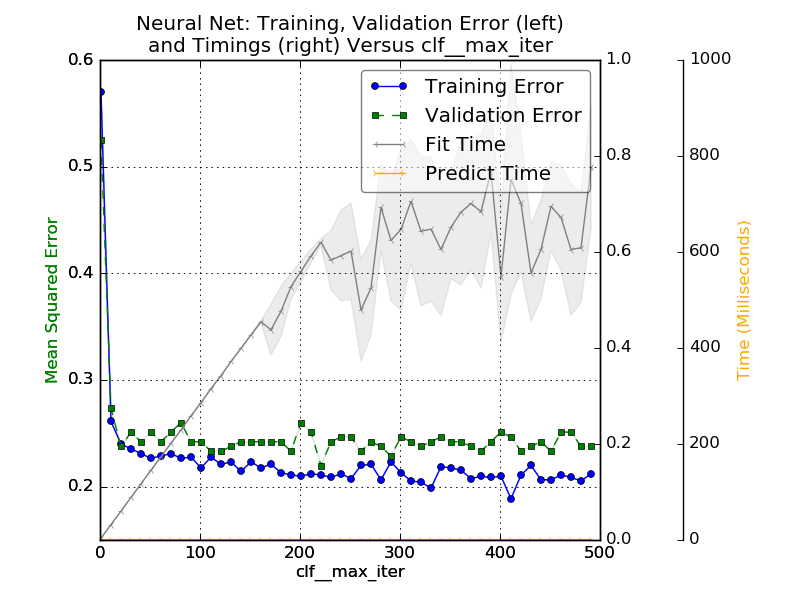 Neural Net: Training, Validation Error (left)
and Timings (right) Versus clf__max_iter
Training Error
Validation Error
Fit Time
Predict Time
Mean Squared Error
0.6
0.5
0.4
0.3
0.2
0
100
200
300
400
500
clf__max_iter
1.0
0.8
0.6
0.4
0.2
0.0
1000
800
600
400
200
0
Time (Milliseconds)